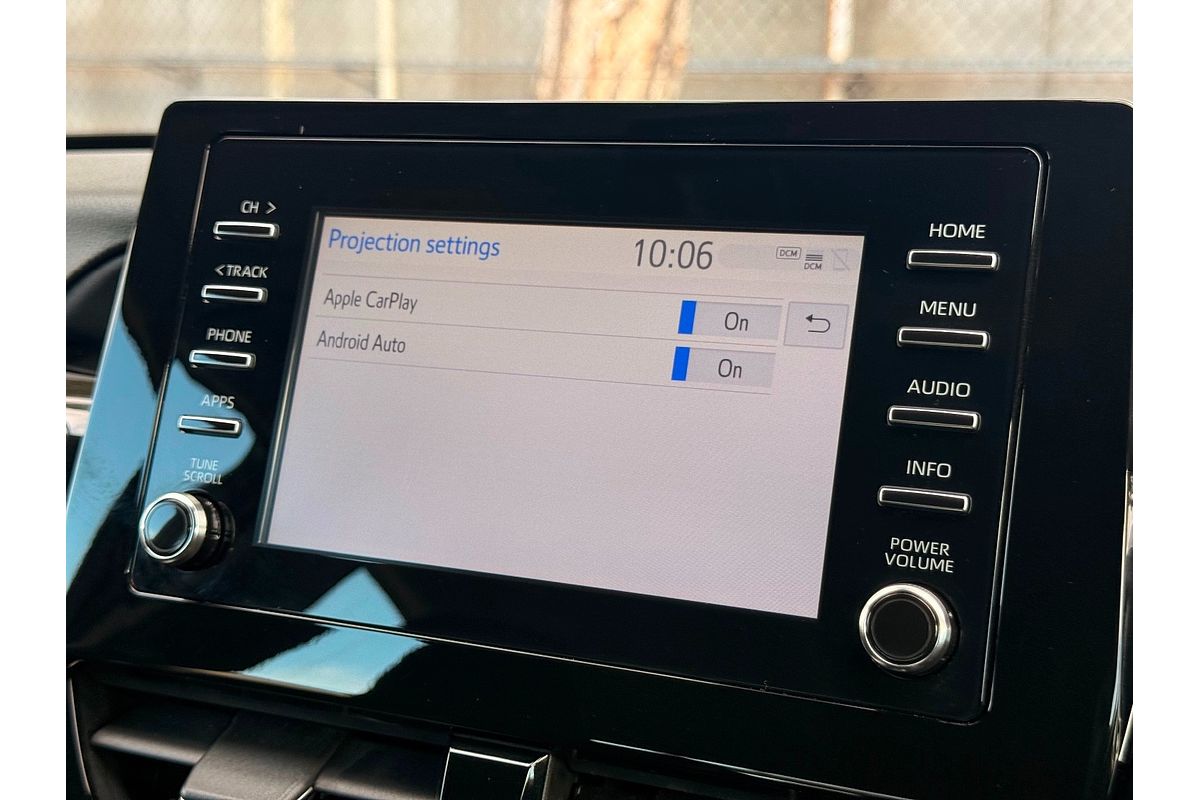 CH >
< TRACK
PHONE
APPS
TUNE
SCROLL
Projection settings
10:06
DCM
DCM
Apple CarPlay
On
Android Auto
On
HOME
MENU
AUDIO
INFO
POWER
VOLUME